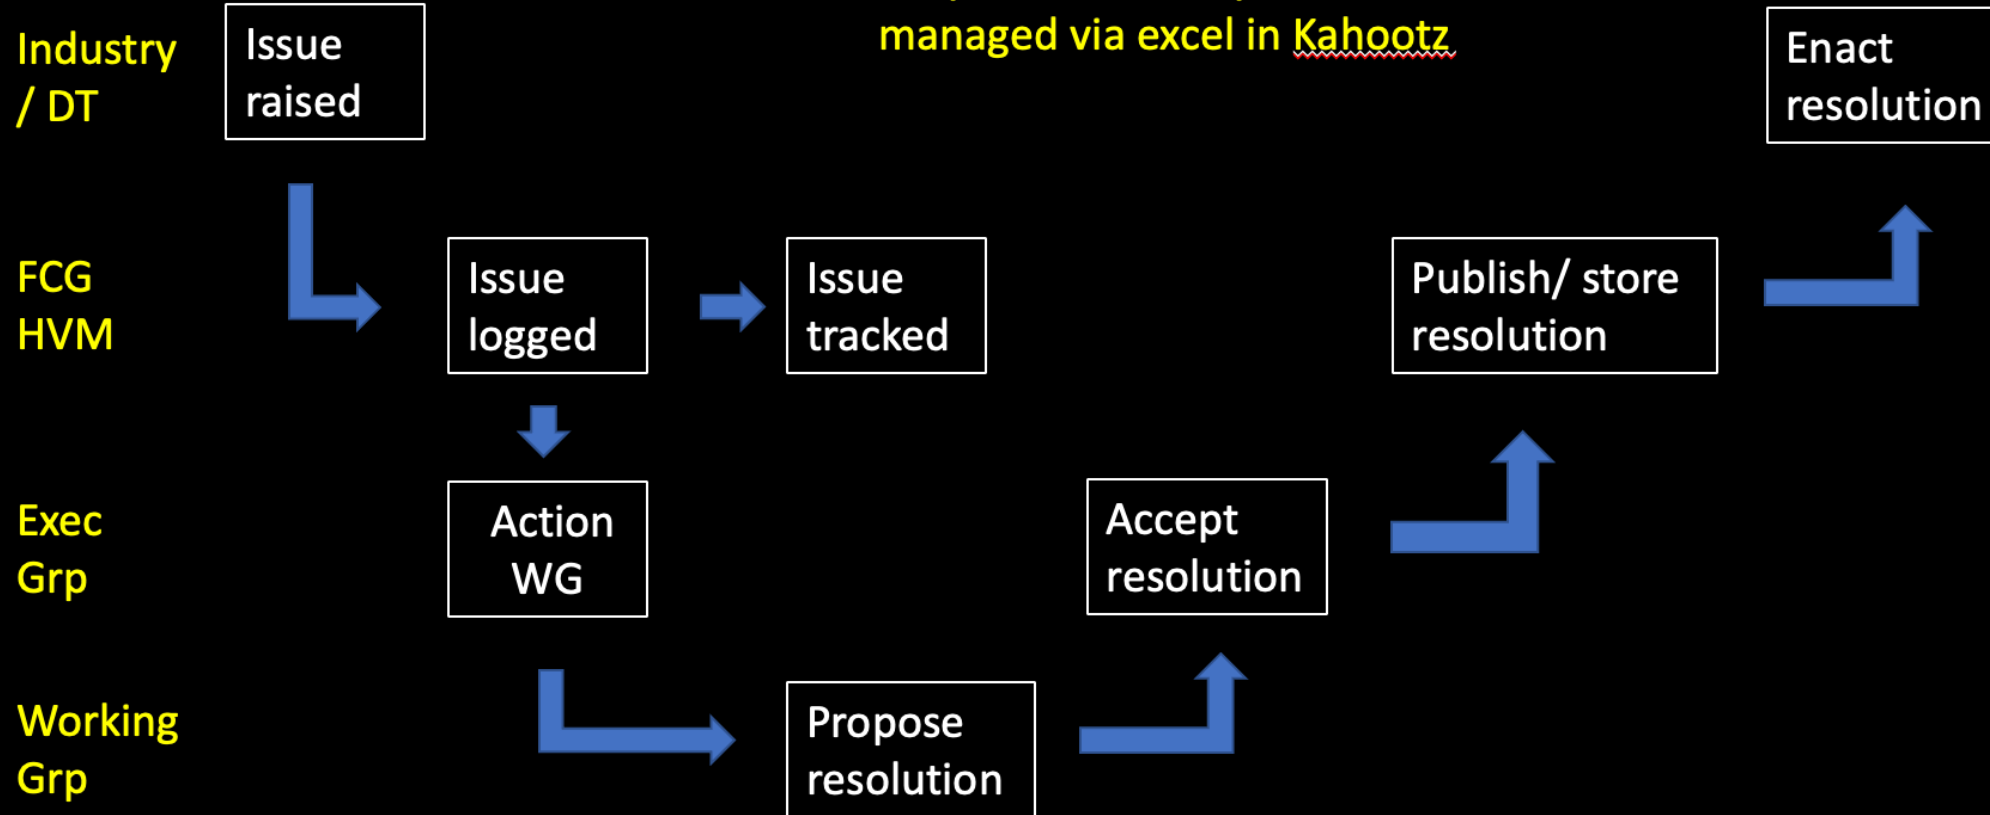 managed via excel in Kahootz
Industry
/ DT
Issue
raised
Enact
resolution
FCG
HVM
Issue
logged
Issue
tracked
Publish/ store
resolution
Exec
Grp
Action
WG
Accept
resolution
Working
Grp
Propose
resolution